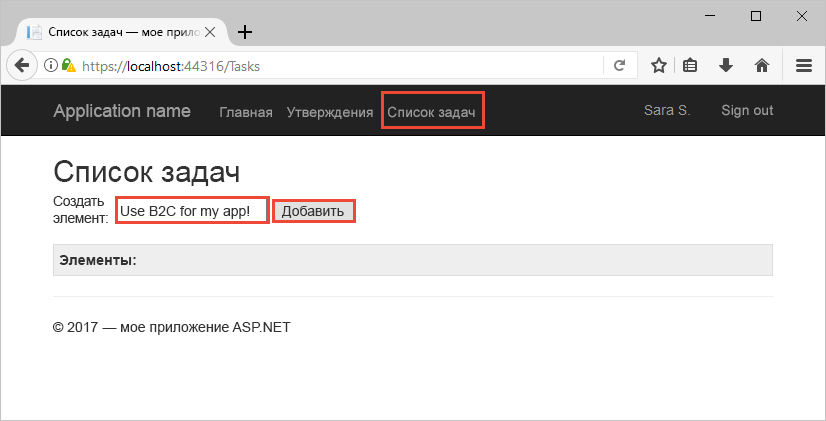 Список задач — мое прило
https://localhost:44316/Tasks
Application name Главная Утверждения Список задач Sara S. Sign out
Список задач
Создать
элемент: Use B2C for my app! Добавить
Элементы:
© 2017 — мое приложение ASP.NET